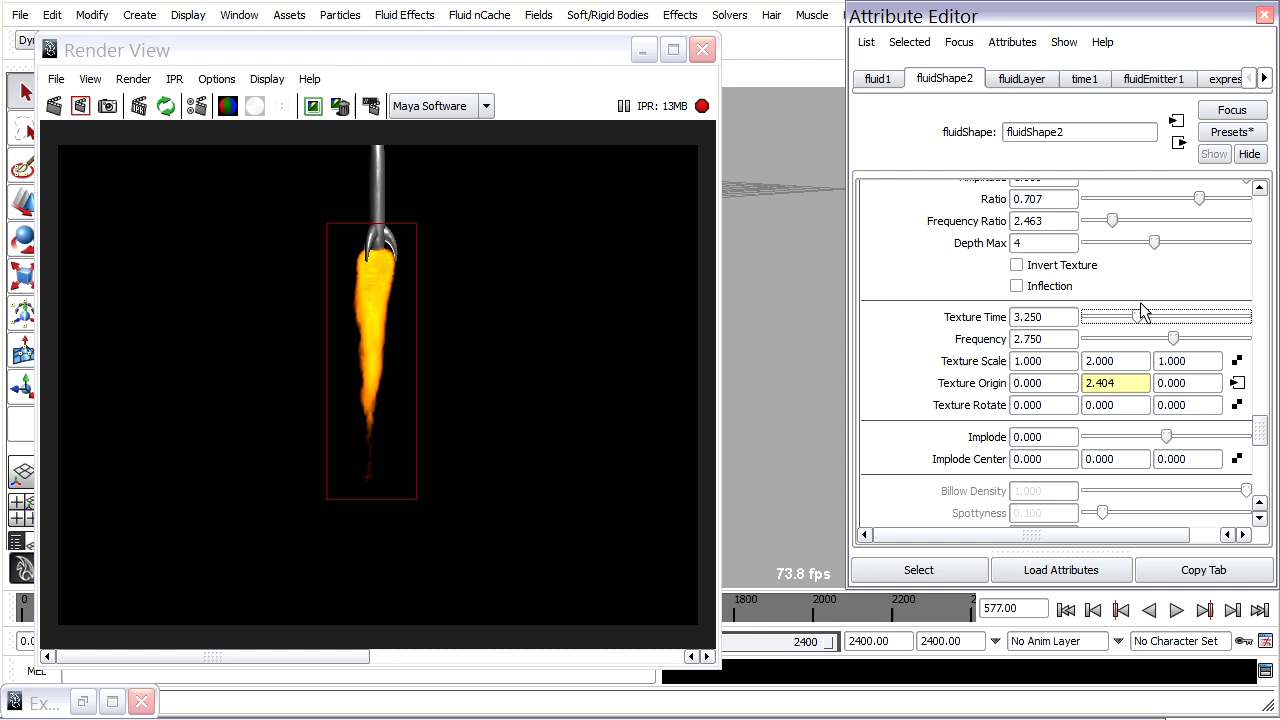 File Edit Modify Create Display Window Assets Particles Fluid Effects Fluid nCache Fields Soft/Rigid Bodies Effects Solvers Hair Muscle
Attribute Editor
List Selected Focus Attributes Show Help
Render View
File View Render IPR Options Display Help
Maya Software
IPR: 13MB
fluid1 fluidShape2 fluidLayer time1 fluidEmitter1 expres
Focus
fluidShape: fluidShape2
Presets*
Show Hide
Ratio 0.707
Frequency Ratio 2.463
Depth Max 4
Invert Texture
Inflection
Texture Time 3.250
Frequency 2.750
Texture Scale 1.000 2.000 1.000
Texture Origin 0.000 2.404 0.000
Texture Rotate 0.000 0.000 0.000
Implode 0.000
Implode Center 0.000 0.000 0.000
Billow Density 1.000
Spottyness 0.100
Select Load Attributes Copy Tab
73.8 fps
0 1800 2000 2200 2
577.00
0.0
2400 2400.00 2400.00 No Anim Layer No Character Set
MEL
Ex...